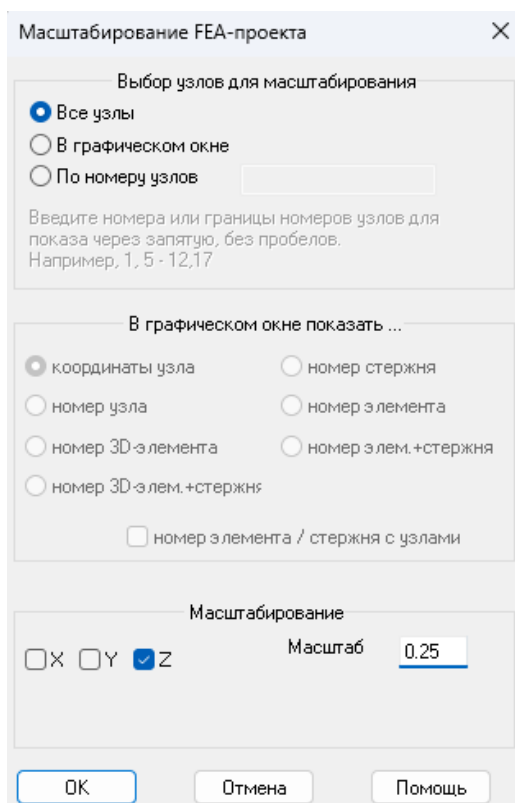 Масштабирование FEA-проекта
Выбор узлов для масштабирования
Все узлы
В графическом окне
По номеру узлов
Введите номера или границы номеров узлов для
показа через запятую, без пробелов.
Например, 1, 5 - 12,17
В графическом окне показать ...
координаты узла
номер стержня
номер узла
номер элемента
номер 3D-элемента
номер элем.+стержня
номер 3D-элем.+стержня
номер элемента / стержня с узлами
Масштабирование
X Y Z Масштаб 0.25
OK Отмена Помощь